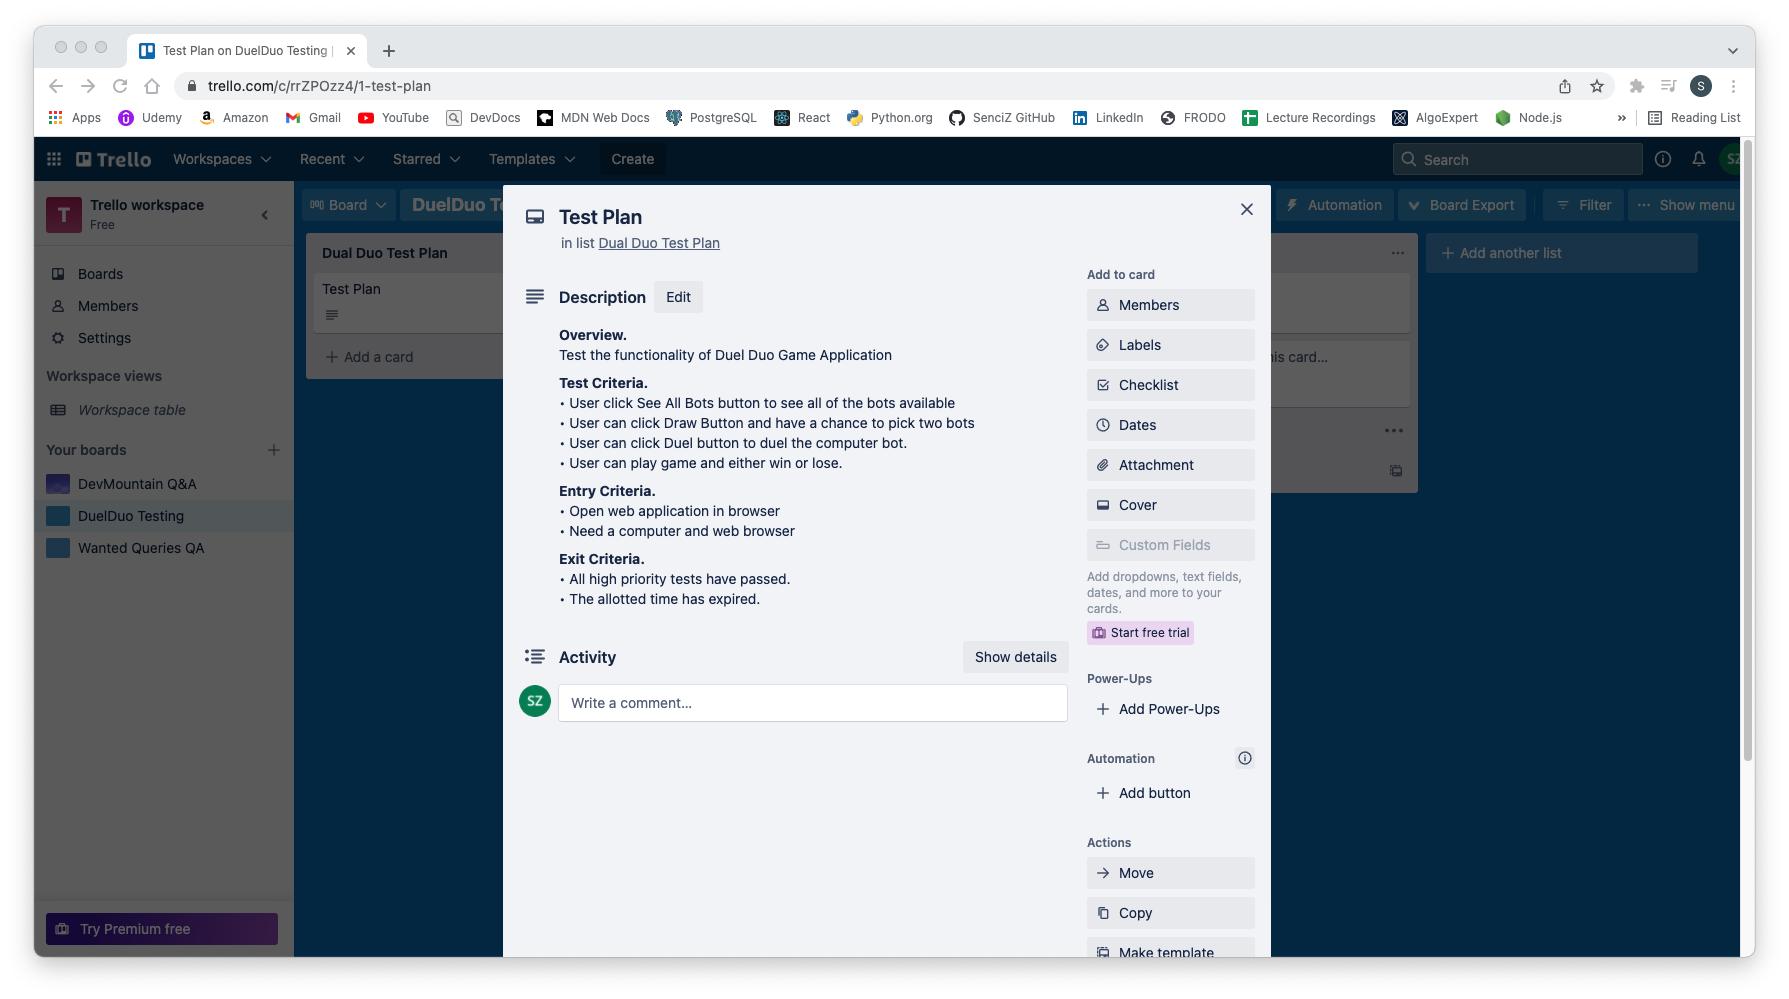 Test Plan on DuelDuo Testing |
trello.com/c/rrZPOzz4/1-test-plan
S
Apps
Udemy
Amazon
Gmail
YouTube
DevDocs
MDN Web Docs
PostgreSQL
React
Python.org
SenciZ GitHub
LinkedIn
FRODO
Lecture Recordings
AlgoExpert
Node.js
»
Reading List
Trello
Workspaces
Recent
Starred
Templates
Create
Search
SZ
T
Trello workspace
Free
Boards
Members
Settings
Workspace views
Workspace table
Your boards
DevMountain Q&A
DuelDuo Testing
Wanted Queries QA
Try Premium free
Board
DuelDuo Te
Automation
Board Export
Filter
Show menu
Dual Duo Test Plan
Test Plan
+ Add a card
+ Add another list
his card...
Test Plan
in list Dual Duo Test Plan
Description
Edit
Overview.
Test the functionality of Duel Duo Game Application
Test Criteria.
• User click See All Bots button to see all of the bots available
• User can click Draw Button and have a chance to pick two bots
• User can click Duel button to duel the computer bot.
• User can play game and either win or lose.
Entry Criteria.
• Open web application in browser
• Need a computer and web browser
Exit Criteria.
• All high priority tests have passed.
• The allotted time has expired.
Activity
Show details
SZ
Write a comment…
Add to card
Members
Labels
Checklist
Dates
Attachment
Cover
Custom Fields
Add dropdowns, text fields,
dates, and more to your
cards.
Start free trial
Power-Ups
+ Add Power-Ups
Automation
+ Add button
Actions
Move
Copy
Make template